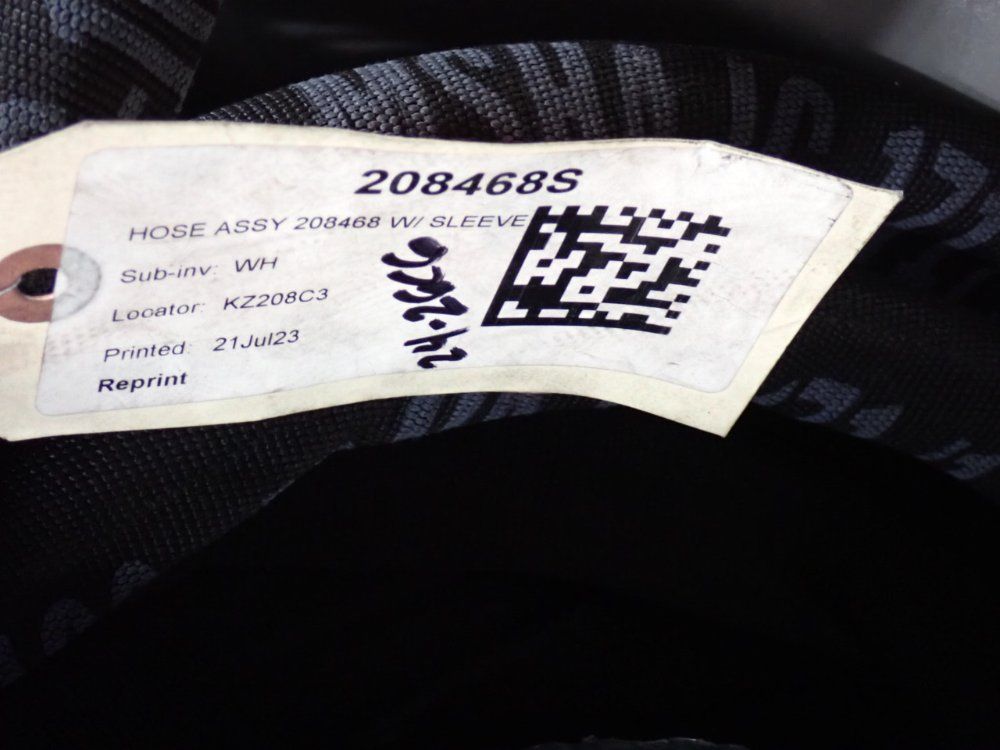 208468S
HOSE ASSY 208468 W/ SLEEVE
Sub-inv: WH
Locator: KZ208C3
Printed: 21Jul23
Reprint